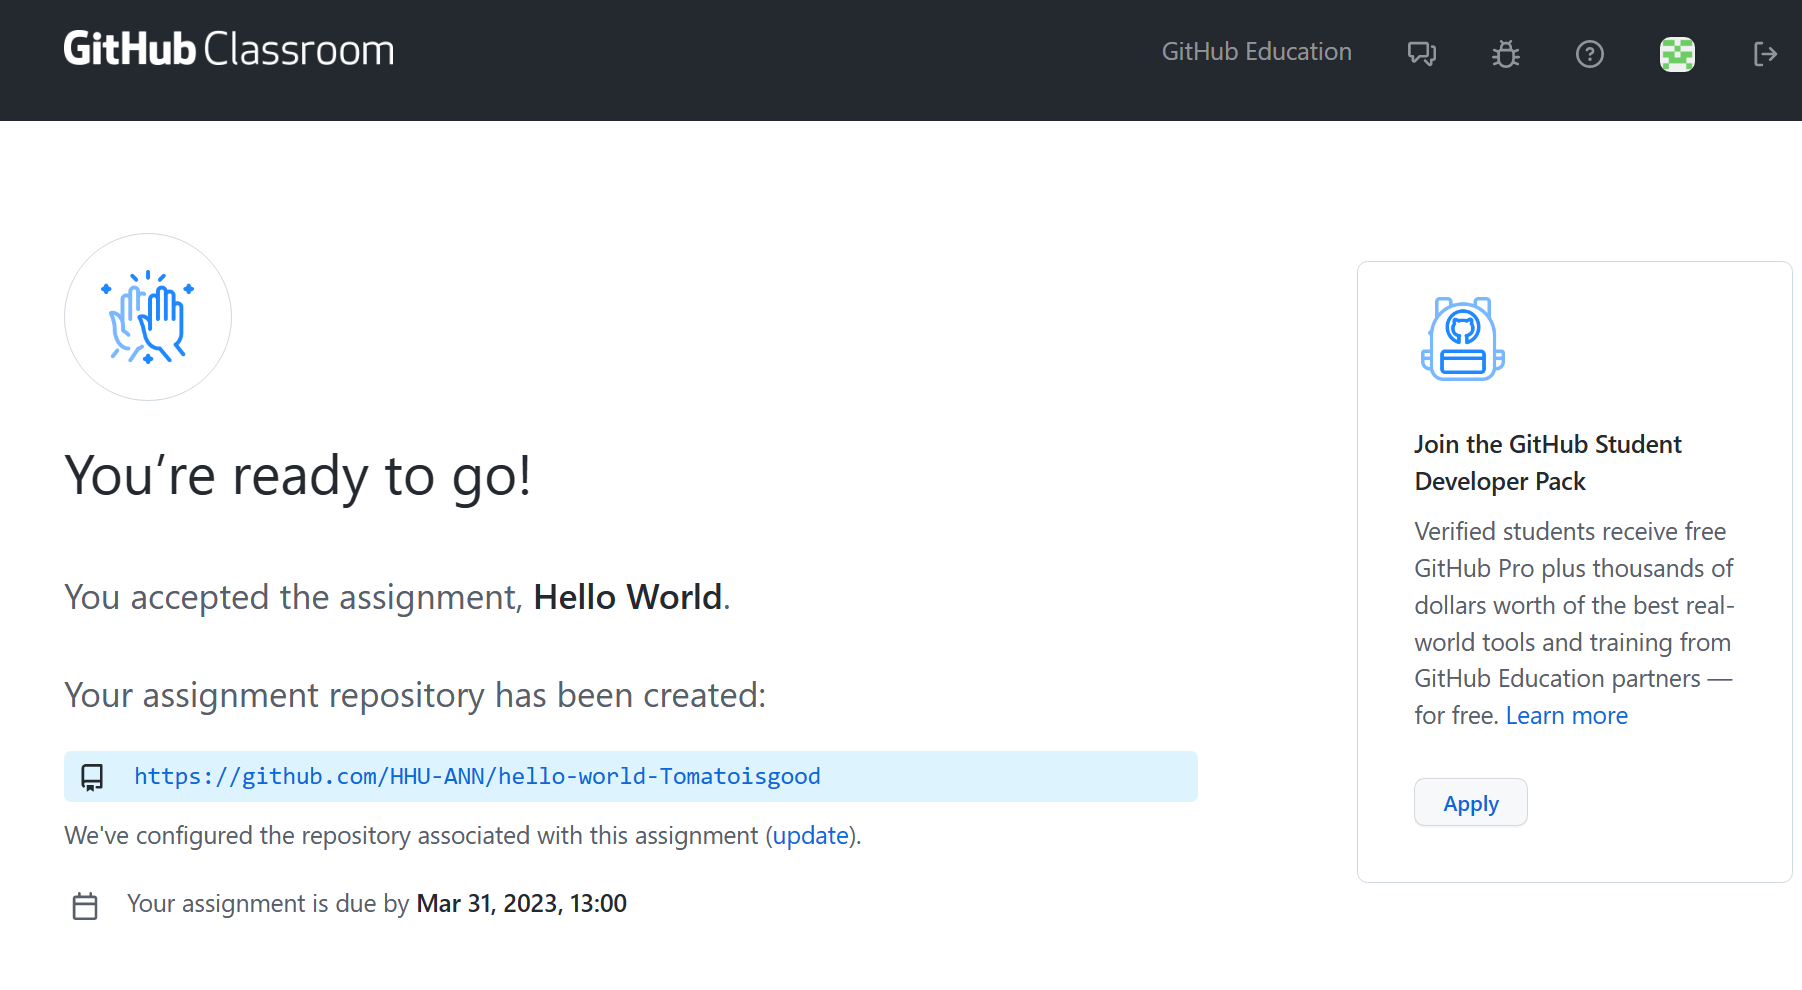 GitHub Classroom
GitHub Education
You’re ready to go!
You accepted the assignment, Hello World.
Your assignment repository has been created:
https://github.com/HHU-ANN/hello-world-Tomatoisgood
We've configured the repository associated with this assignment (update).
Your assignment is due by Mar 31, 2023, 13:00
Join the GitHub Student
Developer Pack
Verified students receive free
GitHub Pro plus thousands of
dollars worth of the best real-
world tools and training from
GitHub Education partners —
for free. Learn more
Apply